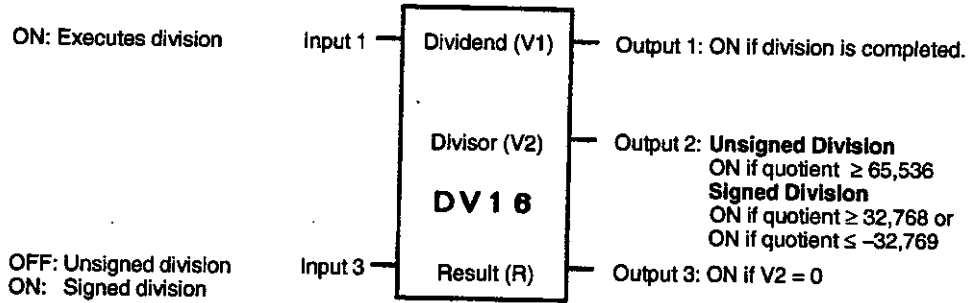 ON: Executes division
Input 1
Dividend (V1)
Output 1: ON if division is completed.
Divisor (V2)
Output 2: Unsigned Division
ON if quotient ≥ 65,536
Signed Division
ON if quotient ≥ 32,768 or
ON if quotient ≤ –32,769
DV16
OFF: Unsigned division
ON: Signed division
Input 3
Result (R)
Output 3: ON if V2 = 0